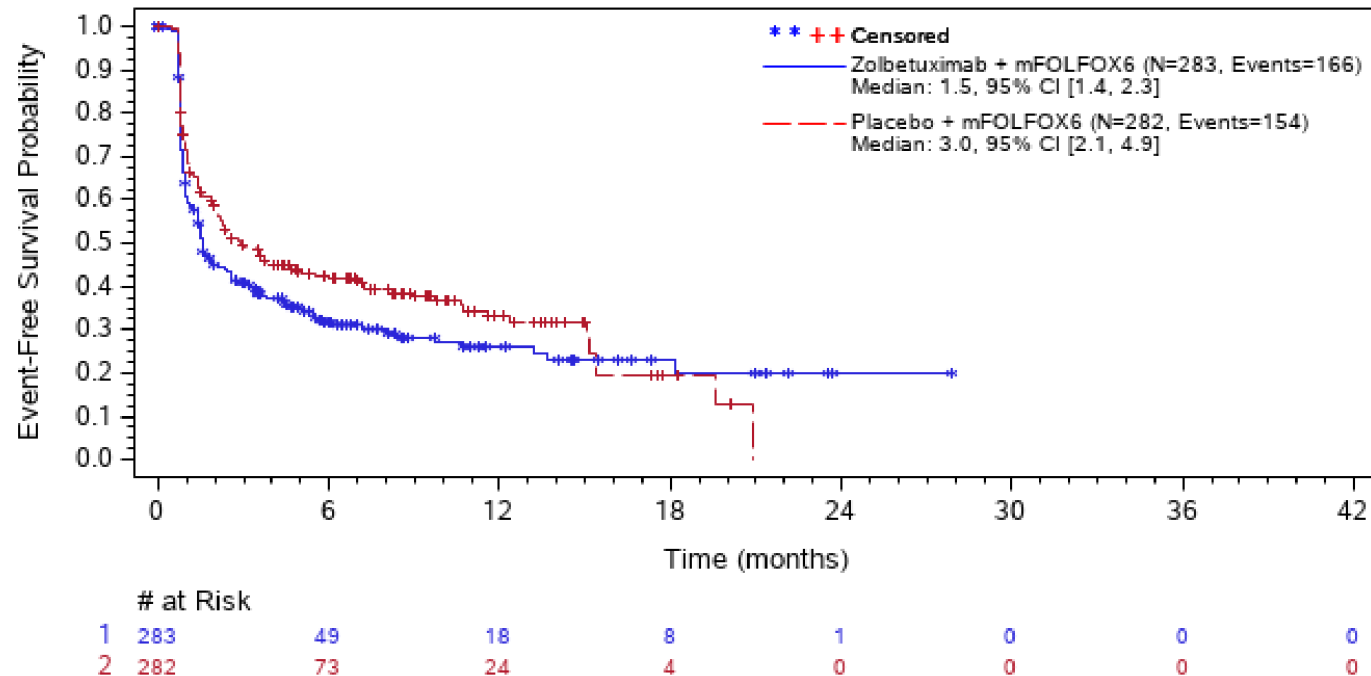 Censored
Zolbetuximab + mFOLFOX6 (N=283, Events=166)
Median: 1.5, 95% CI [1.4, 2.3]
Placebo + mFOLFOX6 (N=282, Events=154)
Median: 3.0, 95% CI [2.1, 4.9]
Event-Free Survival Probability
1.0
0.9
0.8
0.7
0.6
0.5
0.4
0.3
0.2
0.1
0.0
0 6 12 18 24 30 36 42
Time (months)
# at Risk
1 283 49 18 8 1 0 0 0
2 282 73 24 4 0 0 0 0